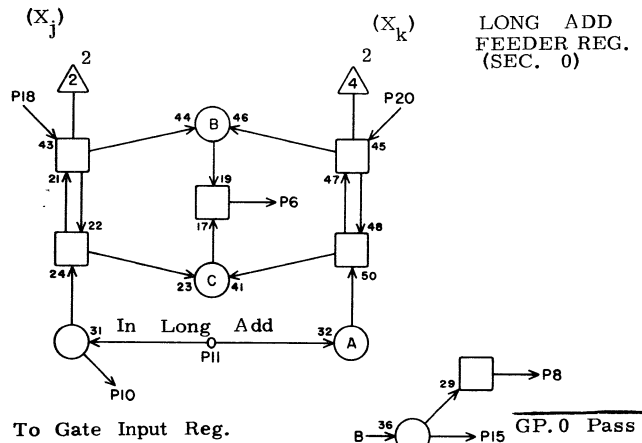 (Xj) (Xk) LONG ADD
2 2 FEEDER REG.
(SEC. 0)
2 4
P18 P20
44 B 46
43 45
21 19 47
P6
22 17 48
24 23 C 41 50
31 In Long Add 32 A
P11
P10
29 P8
To Gate Input Reg. B 36 P15 GP.0 Pass